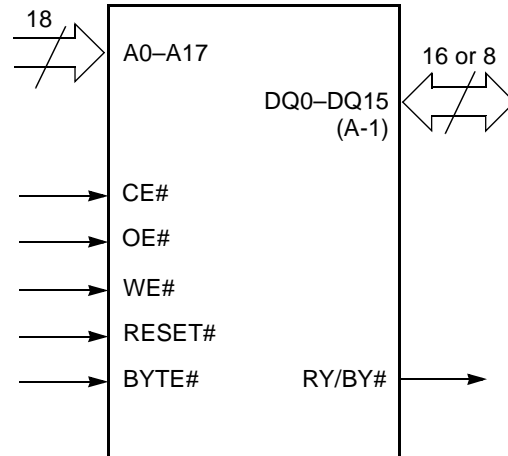 18
A0–A17
16 or 8
DQ0–DQ15
(A-1)
CE#
OE#
WE#
RESET#
BYTE#
RY/BY#